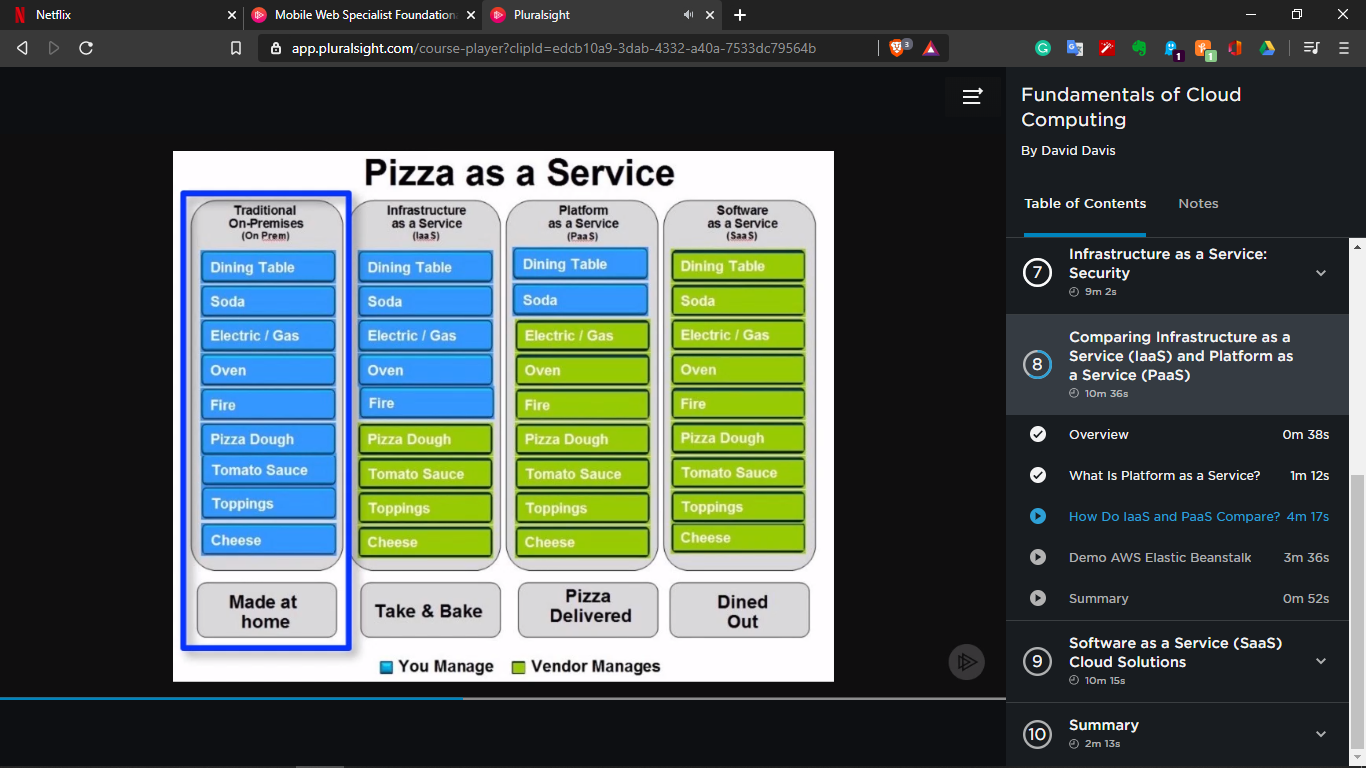 Netflix
Mobile Web Specialist Foundation
Pluralsight
app.pluralsight.com/course-player?clipId=edcb10a9-3dab-4332-a40a-7533dc79564b
3
1
1
Pizza as a Service
Traditional
On-Premises
(On Prem)
Dining Table
Soda
Electric / Gas
Oven
Fire
Pizza Dough
Tomato Sauce
Toppings
Cheese
Made at
home
Infrastructure
as a Service
(IaaS)
Dining Table
Soda
Electric / Gas
Oven
Fire
Pizza Dough
Tomato Sauce
Toppings
Cheese
Take & Bake
Platform
as a Service
(PaaS)
Dining Table
Soda
Electric / Gas
Oven
Fire
Pizza Dough
Tomato Sauce
Toppings
Cheese
Pizza
Delivered
Software
as a Service
(SaaS)
Dining Table
Soda
Electric / Gas
Oven
Fire
Pizza Dough
Tomato Sauce
Toppings
Cheese
Dined
Out
You Manage
Vendor Manages
Fundamentals of Cloud
Computing
By David Davis
Table of Contents
Notes
7
Infrastructure as a Service:
Security
9m 2s
8
Comparing Infrastructure as a
Service (IaaS) and Platform as
a Service (PaaS)
10m 36s
Overview 0m 38s
What Is Platform as a Service? 1m 12s
How Do IaaS and PaaS Compare? 4m 17s
Demo AWS Elastic Beanstalk 3m 36s
Summary 0m 52s
9
Software as a Service (SaaS)
Cloud Solutions
10m 15s
10
Summary
2m 13s